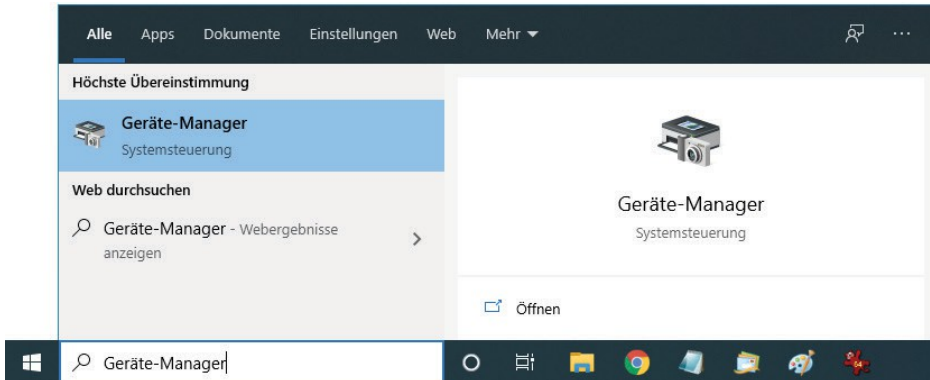 Alle Apps Dokumente Einstellungen Web Mehr
Höchste Übereinstimmung
Geräte-Manager
Systemsteuerung
Web durchsuchen
Geräte-Manager - Webergebnisse
anzeigen
Geräte-Manager
Systemsteuerung
Öffnen
Geräte-Manager
64